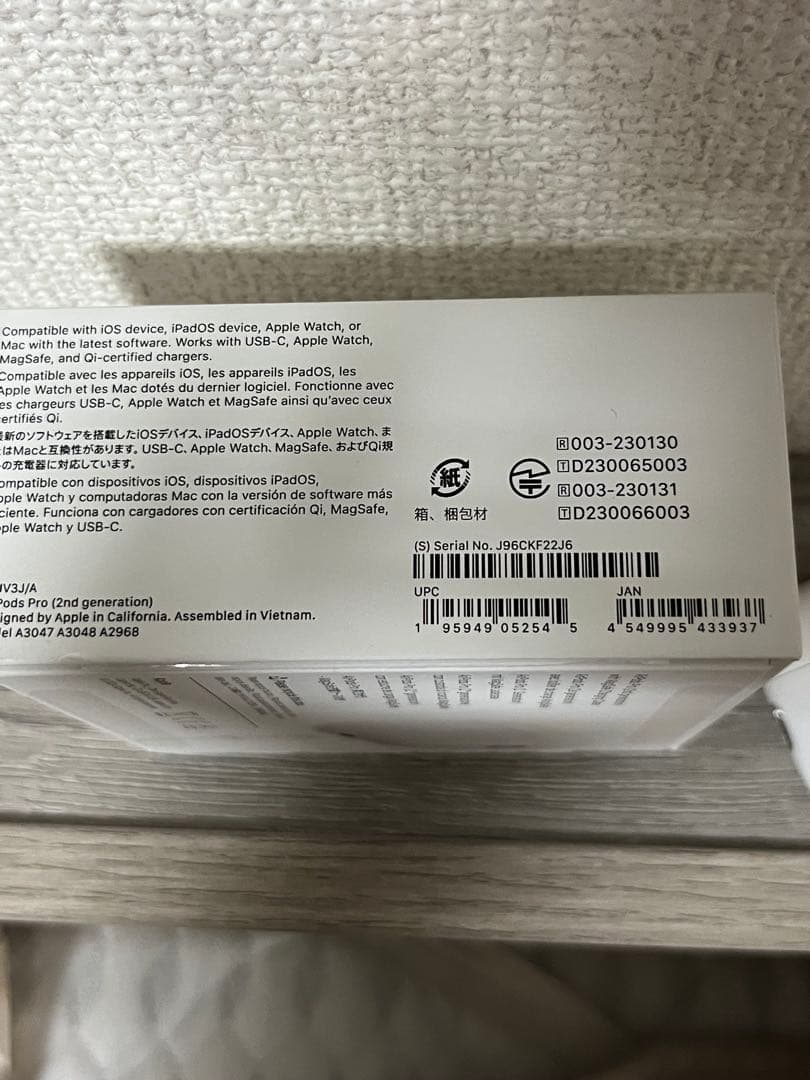 Compatible with iOS device, iPadOS device, Apple Watch, or
Mac with the latest software. Works with USB-C, Apple Watch,
MagSafe, and Qi-certified chargers.
Compatible avec les appareils iOS, les appareils iPadOS, les
Apple Watch et les Mac dotés du dernier logiciel. Fonctionne avec
es chargeurs USB-C, Apple Watch et MagSafe ainsi qu'avec ceux
ertifiés Qi.
最新のソフトウェアを搭載したiOSデバイス、iPadOSデバイス、Apple Watch、ま
はMacと互換性があります。USB-C、Apple Watch、MagSafe、およびQi規
の充電器に対応しています。
ompatible con dispositivos iOS, dispositivos iPadOS,
pple Watch y computadoras Mac con la versión de software más
ciente. Funciona con cargadores con certificación Qi, MagSafe,
pple Watch y USB-C.
V3J/A
Pods Pro (2nd generation)
igned by Apple in California. Assembled in Vietnam.
el A3047 A3048 A2968
紙
箱、梱包材
R 003-230130
T D230065003
R 003-230131
T D230066003
(S) Serial No. J96CKF22J6
UPC
1 95949 05254 5
JAN
4 549995 433937